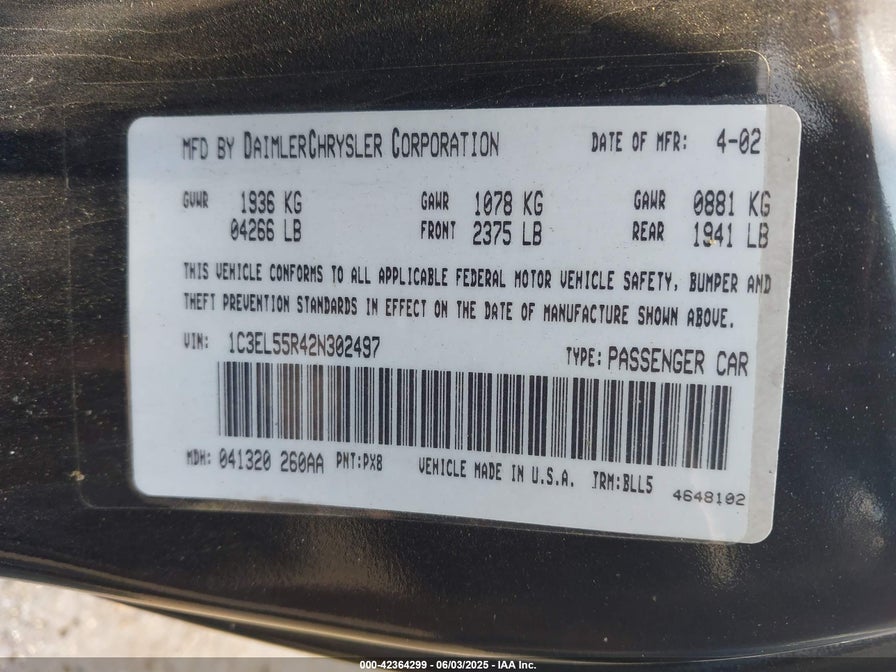 MFD BY DAIMLERCHRYSLER CORPORATION DATE OF MFR: 4-02
GVWR 1936 KG GAWR 1078 KG GAWR 0881 KG
04266 LB FRONT 2375 LB REAR 1941 LB
THIS VEHICLE CONFORMS TO ALL APPLICABLE FEDERAL MOTOR VEHICLE SAFETY, BUMPER AND
THEFT PREVENTION STANDARDS IN EFFECT ON THE DATE OF MANUFACTURE SHOWN ABOVE.
VIN: 1C3EL55R42N302497 TYPE: PASSENGER CAR
MDH: 041320 260AA PNT:PX8 VEHICLE MADE IN U.S.A. TRM:BLL5
4648102
000-42364299 - 06/03/2025 - IAA Inc.